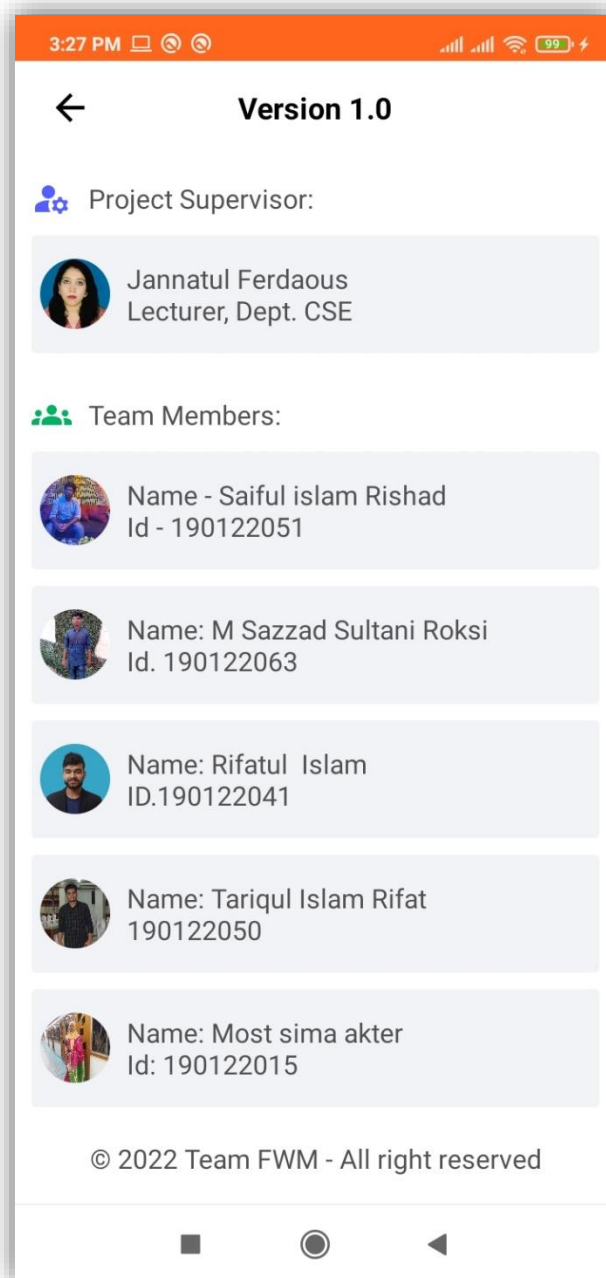 3:27 PM
99
Version 1.0
Project Supervisor:
Jannatul Ferdaous
Lecturer, Dept. CSE
Team Members:
Name - Saiful islam Rishad
Id - 190122051
Name: M Sazzad Sultani Roksi
Id. 190122063
Name: Rifatul  Islam
ID.190122041
Name: Tariqul Islam Rifat
190122050
Name: Most sima akter
Id: 190122015
© 2022 Team FWM - All right reserved